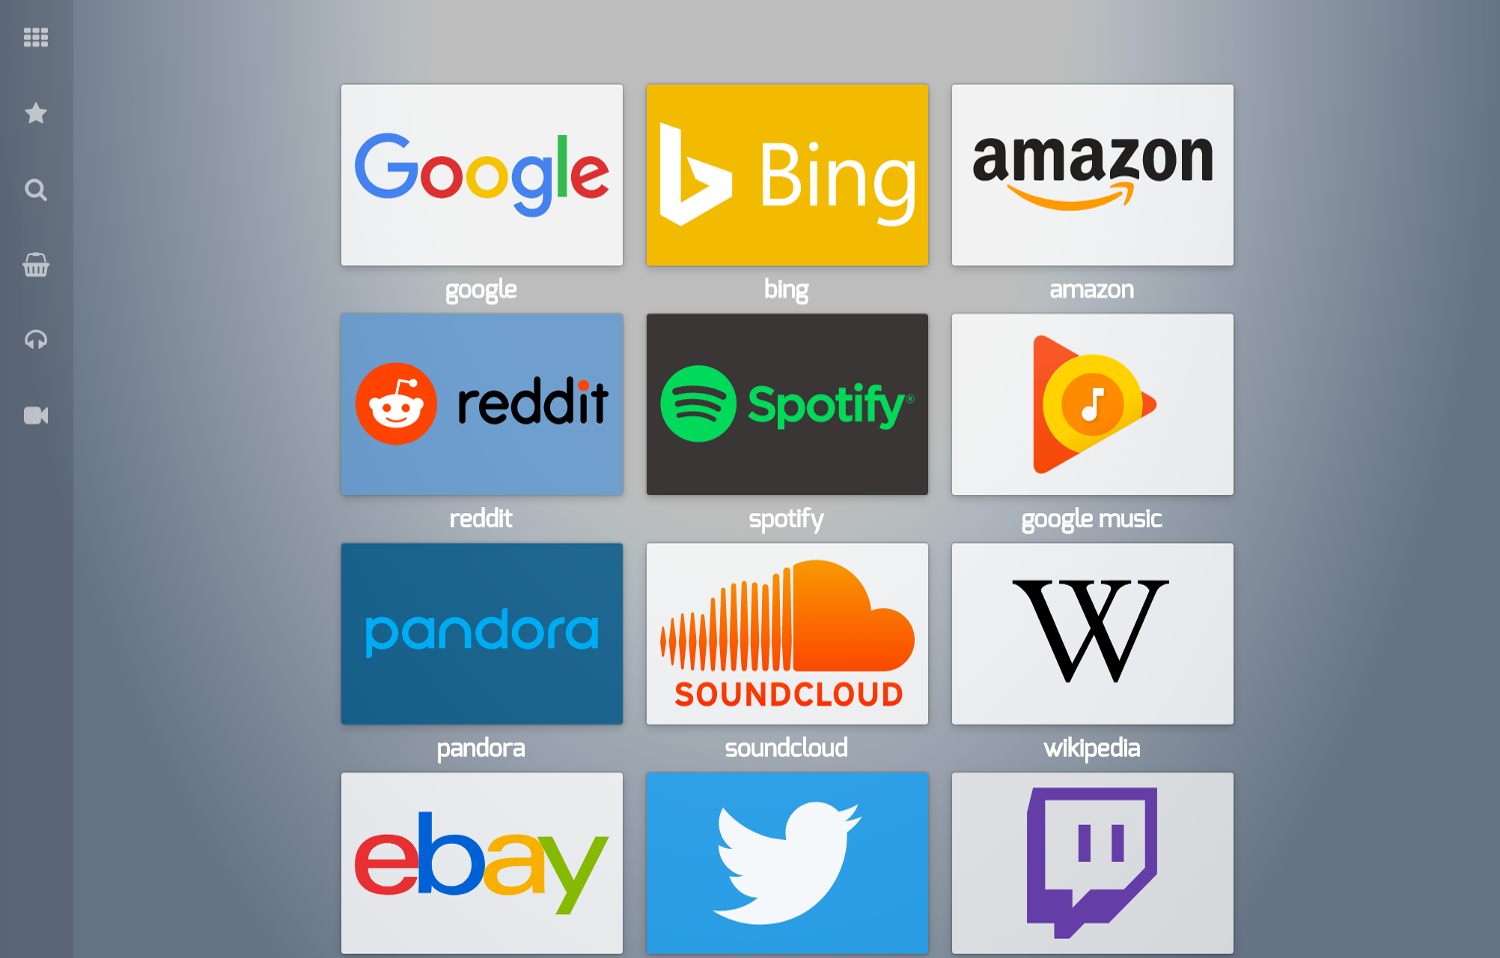 Google
Bing
amazon
google
bing
amazon
reddit
Spotify®
reddit
spotify
google music
pandora
SOUNDCLOUD
W
pandora
soundcloud
wikipedia
ebay